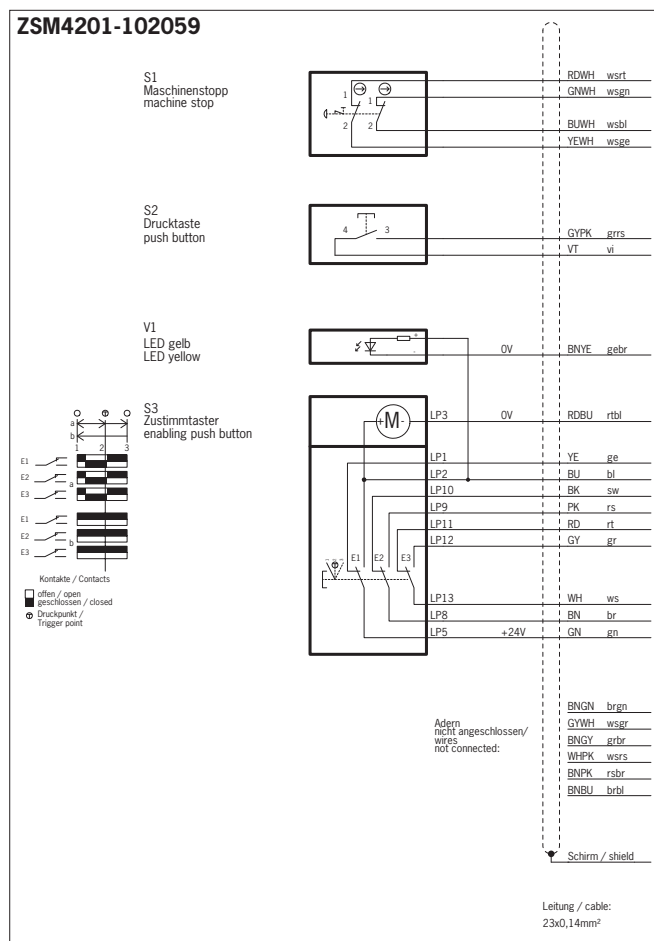 ZSM4201-102059
S1
Maschinenstopp
machine stop
1
1
2
2
RDWH wsrt
GNWH wsgn
BUWH wsbl
YEWH wsge
S2
Drucktaste
push button
4
3
GYPK grrs
VT vi
V1
LED gelb
LED yellow
+
-
0V
BNYE gebr
S3
Zustimmtaster
enabling push button
+M-
LP3
0V
RDBU rtbl
LP1
YE ge
LP2
BU bl
LP10
BK sw
LP9
PK rs
LP11
RD rt
LP12
GY gr
E1
E2
E3
LP13
WH ws
LP8
BN br
LP5
+24V
GN gn
a
b
1
2
3
E1
E2
a
E3
E1
E2
b
E3
Kontakte / Contacts
offen / open
geschlossen / closed
Druckpunkt /
Trigger point
Adern
nicht angeschlossen/
wires
not connected:
BNGN brgn
GYWH wsgr
BNGY grbr
WHPK wsrs
BNPK rsbr
BNBU brbl
Schirm / shield
Leitung / cable:
23x0,14mm²